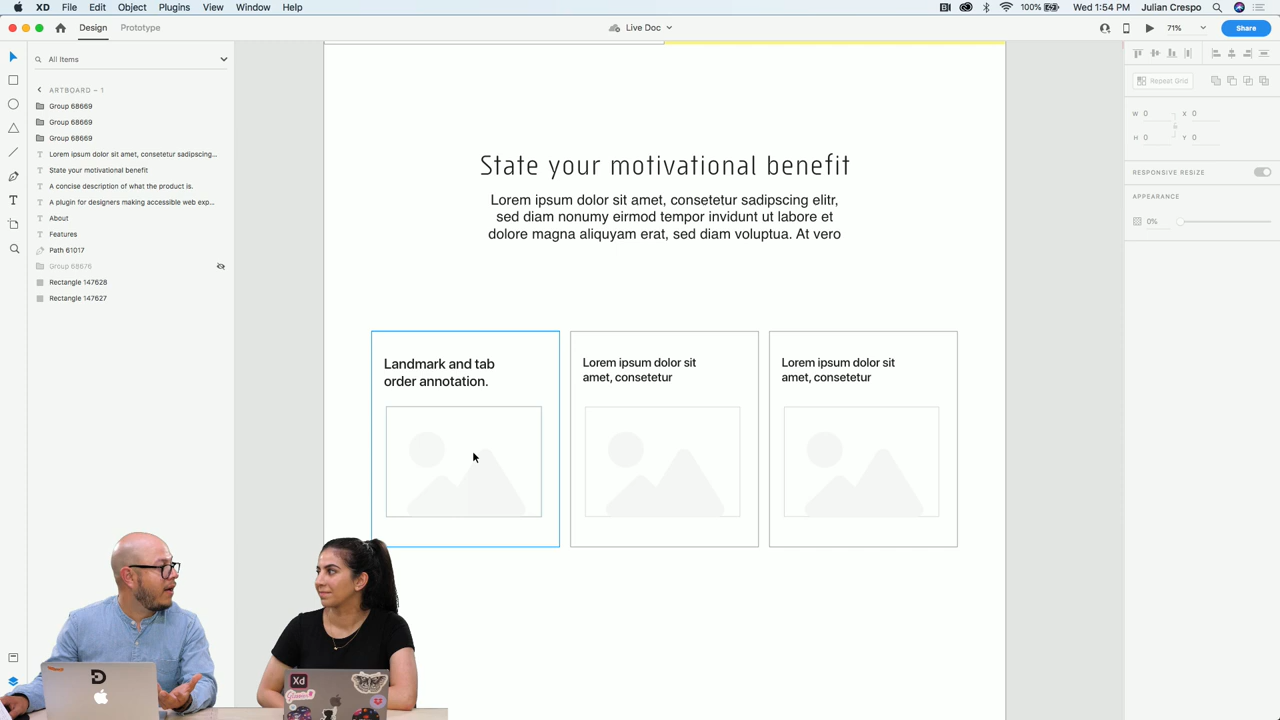 XD File Edit Object Plugins View Window Help 100% Wed 1:54 PM Julian Crespo
Design Prototype Live Doc 71% Share
All Items
ARTBOARD – 1
Group 68669
Group 68669
Group 68669
Lorem ipsum dolor sit amet, consetetur sadipscing...
State your motivational benefit
A concise description of what the product is.
A plugin for designers making accessible web exp...
About
Features
Path 61017
Group 68676
Rectangle 147628
Rectangle 147627
State your motivational benefit
Lorem ipsum dolor sit amet, consetetur sadipscing elitr,
sed diam nonumy eirmod tempor invidunt ut labore et
dolore magna aliquyam erat, sed diam voluptua. At vero
Landmark and tab
order annotation.
Lorem ipsum dolor sit
amet, consetetur
Lorem ipsum dolor sit
amet, consetetur
Repeat Grid
W 0 X 0
H 0 Y 0
RESPONSIVE RESIZE
APPEARANCE
0%
Xd